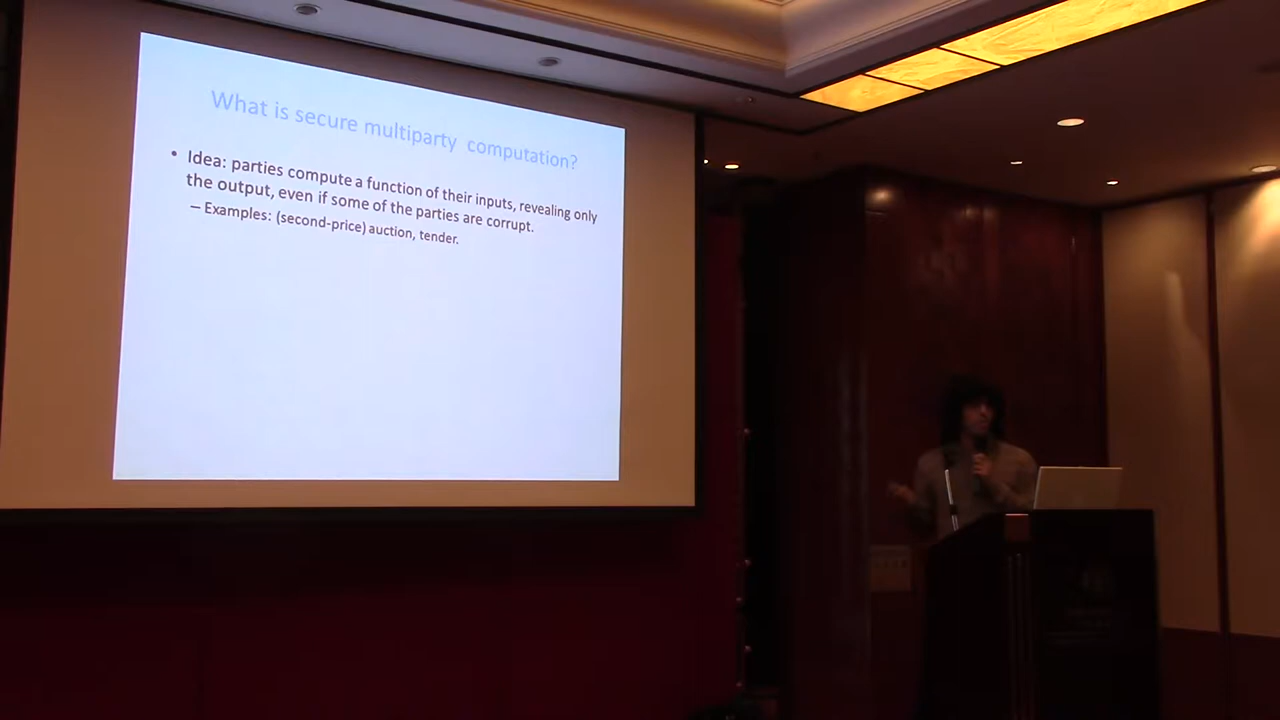 What is secure multiparty computation?
• Idea: parties compute a function of their inputs, revealing only
the output, even if some of the parties are corrupt.
– Examples: (second-price) auction, tender.